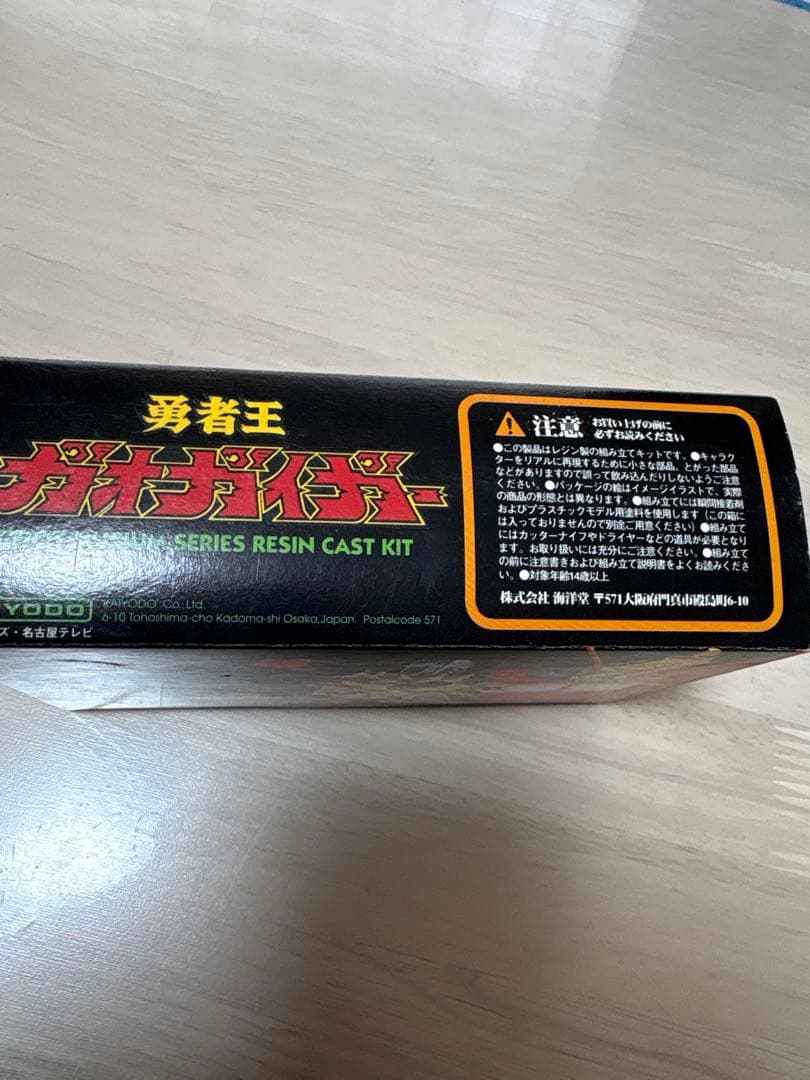 勇者王
ガオガイガー
SERIES RESIN CAST KIT
KAIYODO Co., Ltd.
6-10 Tonoshima-cho Kadoma-shi Osaka,Japan. Postalcode 571
ズ・名古屋テレビ
注意 お買い上げの前に
必ずお読みください
●この製品はレジン製の組み立てキットです。●キャラク
ターをリアルに再現するために小さな部品、とがった部品
などがありますので誤って飲み込んだりしないようご注意
ください。●パッケージの絵はイメージイラストで、実際
の商品の形態とは異なります。●組み立てには瞬間接着剤
およびプラスチックモデル用塗料を使用します（この箱に
は入っておりませんので別途ご用意ください）●組み立て
にはカッターナイフやドライヤーなどの道具が必要となり
ます。お取り扱いには充分にご注意ください。●組み立て
の前に注意書きおよび組み立て説明書をよくお読みくださ
い。●対象年齢14歳以上
株式会社 海洋堂 〒571大阪府門真市殿島町6-10